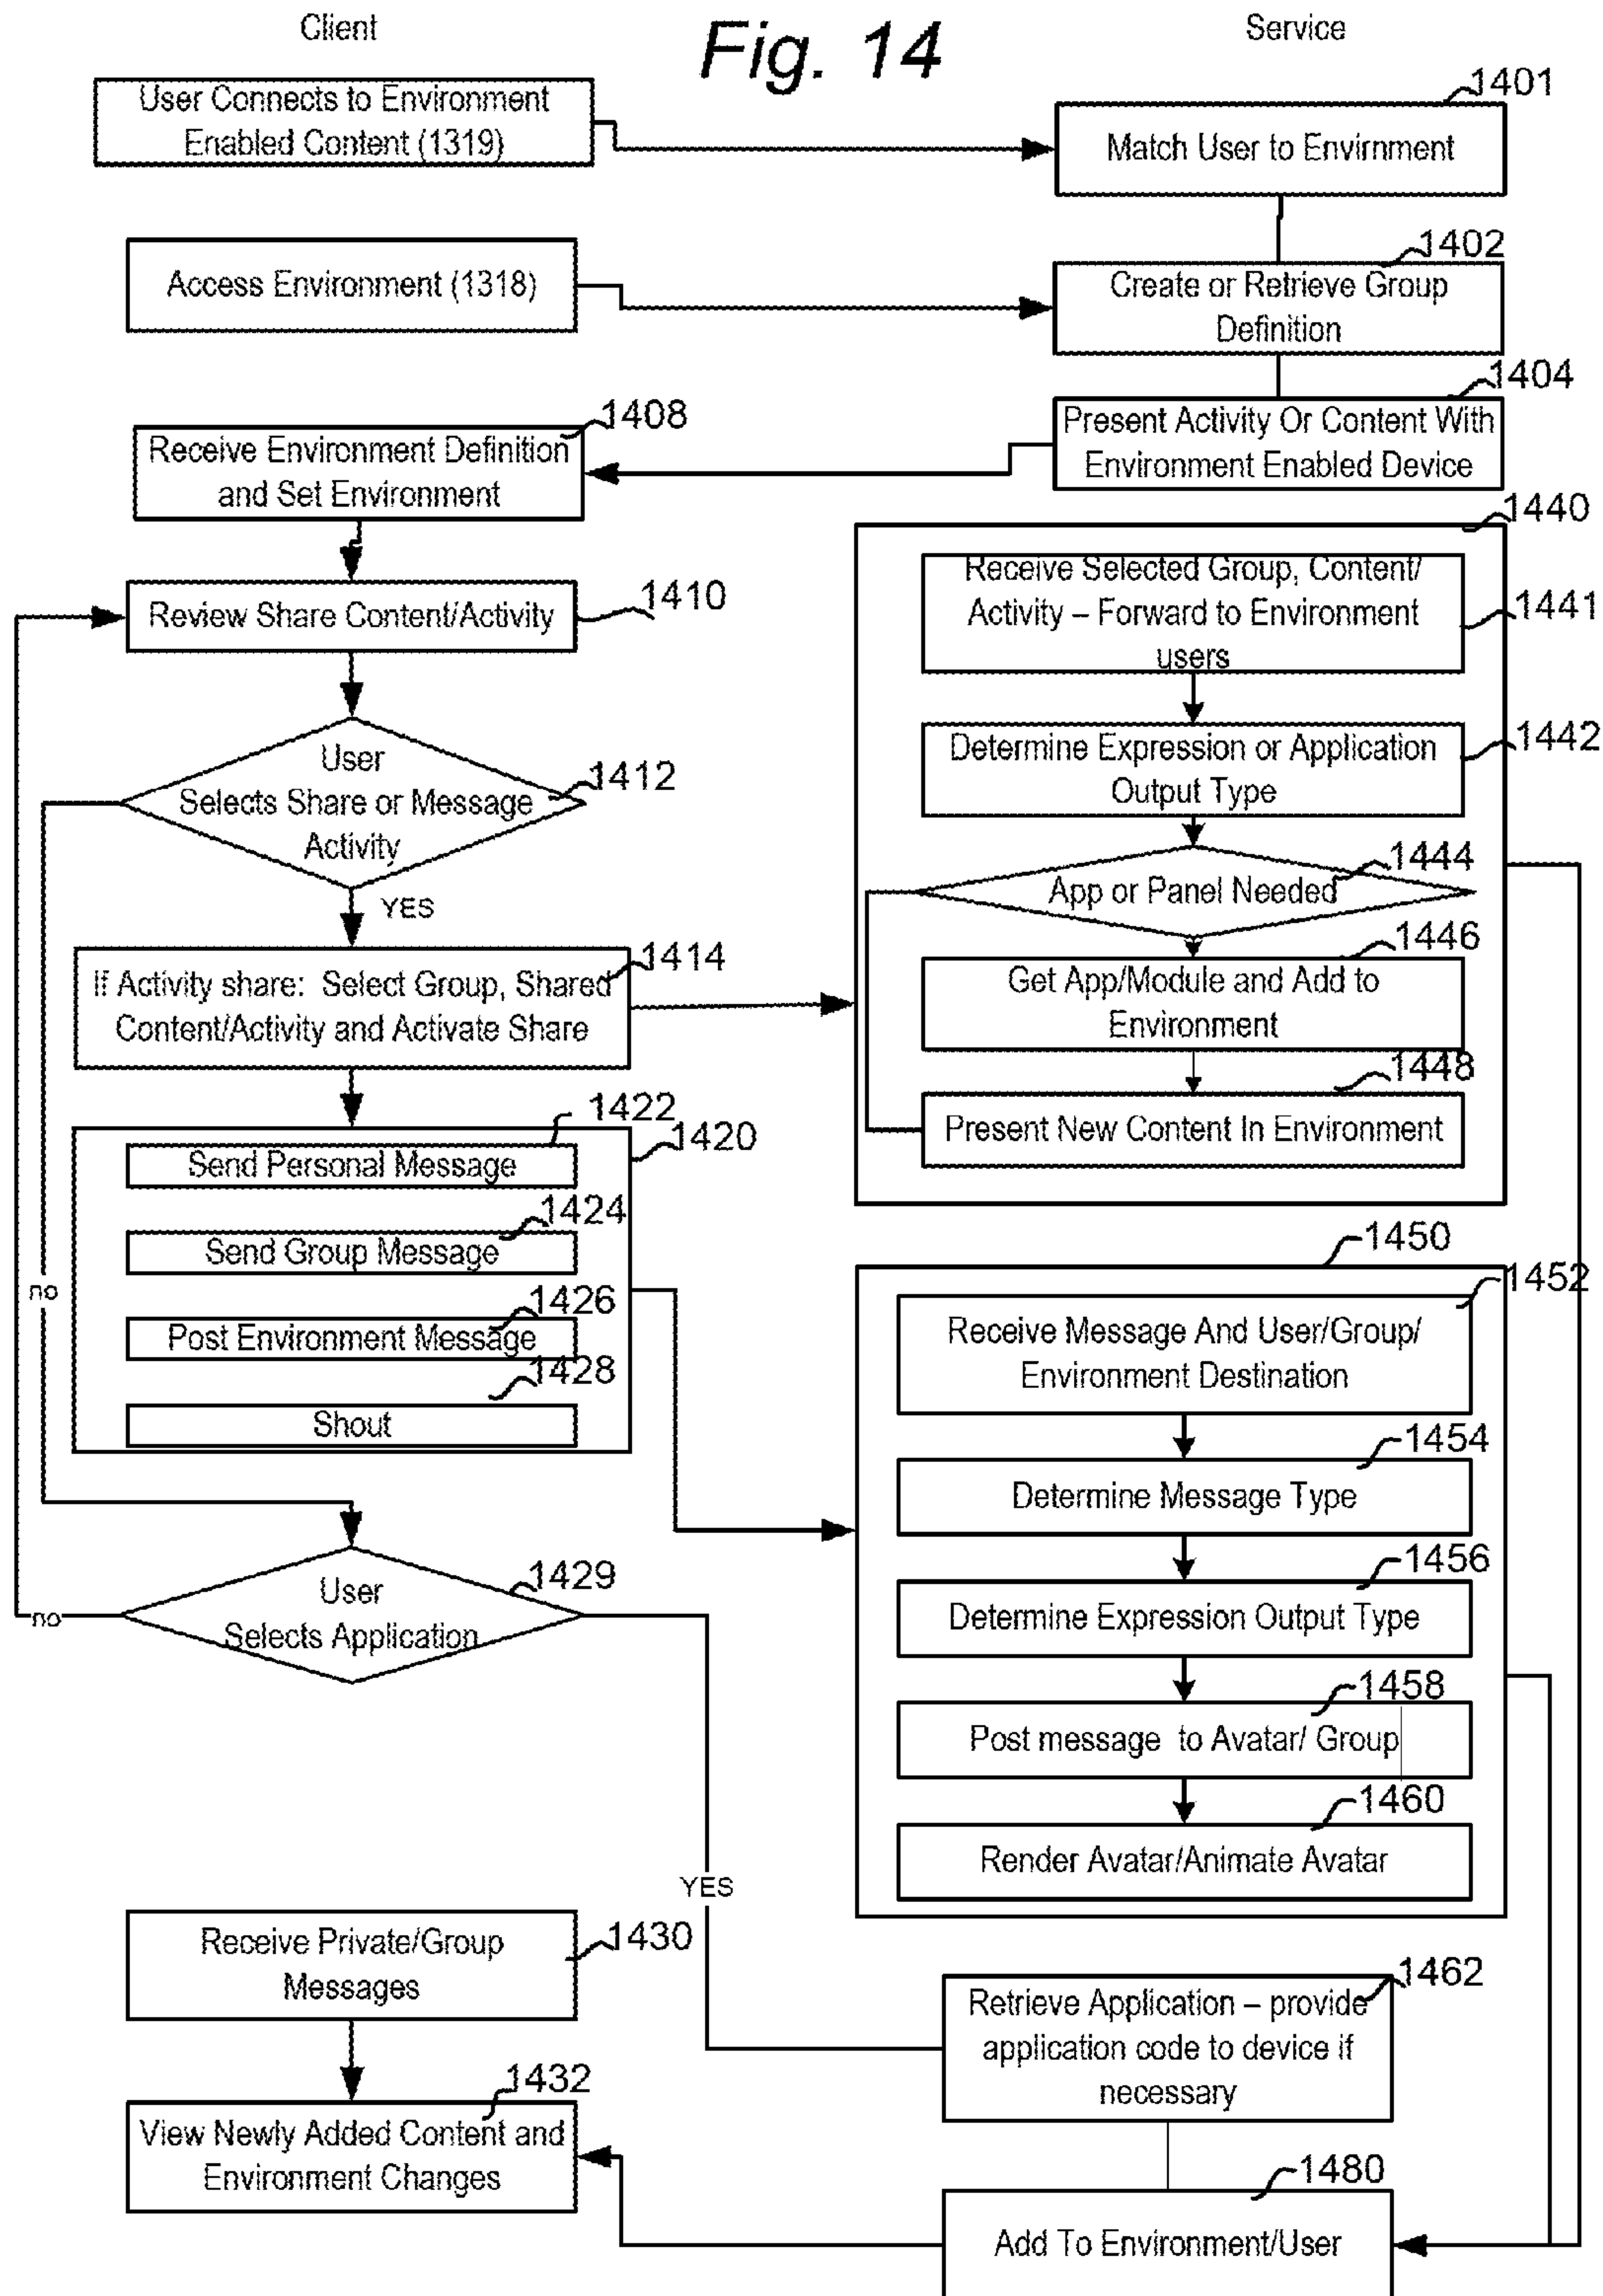 Client
Fig. 14
Service
User Connects to Environment
Enabled Content (1319)
1401
Match User to Envirnment
Access Environment (1318)
1402
Create or Retrieve Group
Definition
1404
Present Activity Or Content With
Environment Enabled Device
1408
Receive Environment Definition
and Set Environment
1410
Review Share Content/Activity
1412
User
Selects Share or Message
Activity
YES
no
1414
If Activity share: Select Group, Shared
Content/Activity and Activate Share
1420
1422
Send Personal Message
1424
Send Group Message
1426
Post Environment Message
1428
Shout
1429
User
Selects Application
no
YES
1430
Receive Private/Group
Messages
1432
View Newly Added Content and
Environment Changes
1440
1441
Receive Selected Group, Content/
Activity – Forward to Environment
users
1442
Determine Expression or Application
Output Type
1444
App or Panel Needed
1446
Get App/Module and Add to
Environment
1448
Present New Content In Environment
1450
1452
Receive Message And User/Group/
Environment Destination
1454
Determine Message Type
1456
Determine Expression Output Type
1458
Post message to Avatar/ Group
1460
Render Avatar/Animate Avatar
1462
Retrieve Application – provide
application code to device if
necessary
1480
Add To Environment/User